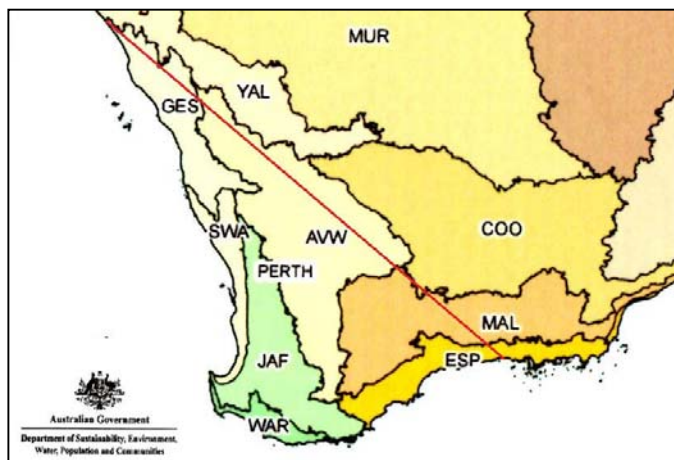 MUR
YAL
GES
SWA
AVW
COO
PERTH
MAL
JAF
ESP
WAR
Australian Government
Department of Sustainability, Environment,
Water, Population and Communities